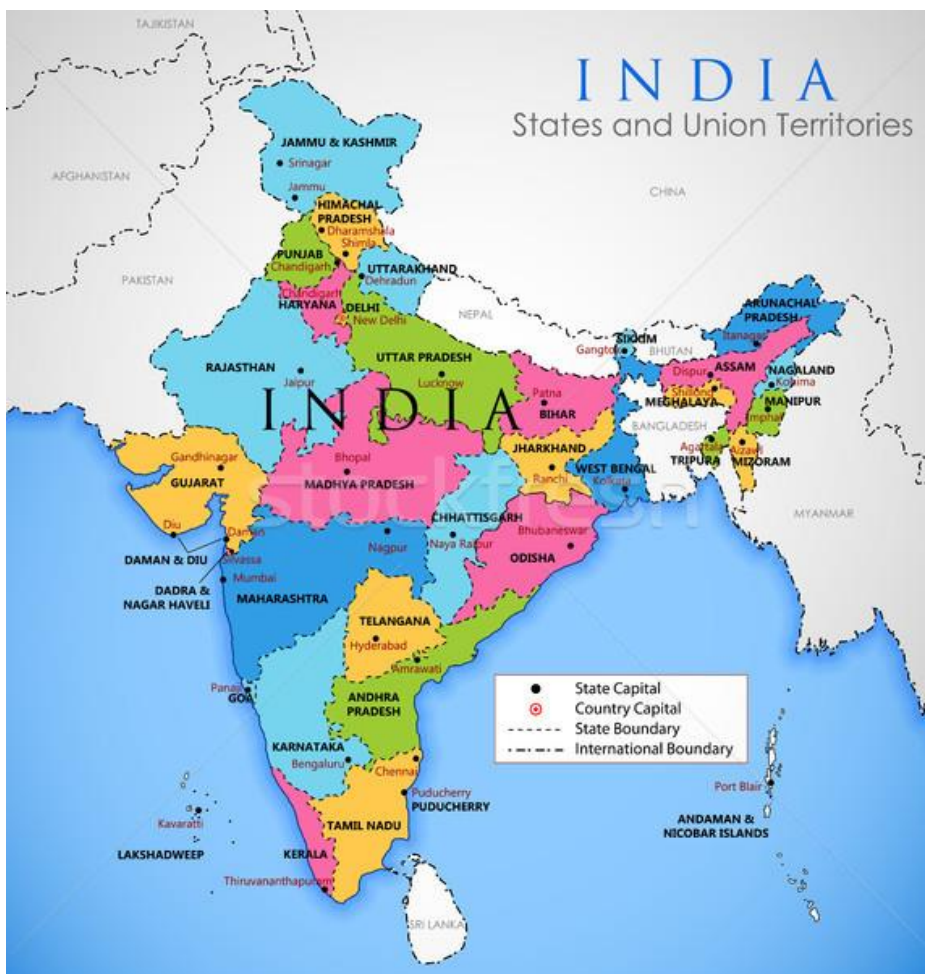 TAJIKISTAN
INDIA
States and Union Territories
JAMMU & KASHMIR
Srinagar
AFGHANISTAN
Jammu
CHINA
HIMACHAL
PRADESH
Dharamshala
Shimla
PUNJAB
Chandigarh
UTTARAKHAND
Dehradun
PAKISTAN
Chandigarh
HARYANA
DELHI
New Delhi
NEPAL
ARUNACHAL
PRADESH
Itanagar
SIKKIM
Gangtok
BHUTAN
RAJASTHAN
Jaipur
UTTAR PRADESH
Lucknow
ASSAM
Dispur
NAGALAND
Kohima
Shillong
MEGHALAYA
MANIPUR
Imphal
INDIA
Patna
BIHAR
BANGLADESH
Agartala
TRIPURA
Aizawl
MIZORAM
JHARKHAND
Ranchi
WEST BENGAL
Kolkata
Gandhinagar
GUJARAT
Bhopal
MADHYA PRADESH
stockfresh
MYANMAR
CHHATTISGARH
Naya Raipur
Bhubaneswar
ODISHA
Diu
Daman
DAMAN & DIU
Silvassa
DADRA &
NAGAR HAVELI
Nagpur
Mumbai
MAHARASHTRA
TELANGANA
Hyderabad
Amrawati
Panaji
GOA
ANDHRA
PRADESH
State Capital
Country Capital
State Boundary
International Boundary
KARNATAKA
Bengaluru
Chennai
Puducherry
PUDUCHERRY
Port Blair
ANDAMAN &
NICOBAR ISLANDS
Kavaratti
LAKSHADWEEP
TAMIL NADU
KERALA
Thiruvananthapuram
SRI LANKA